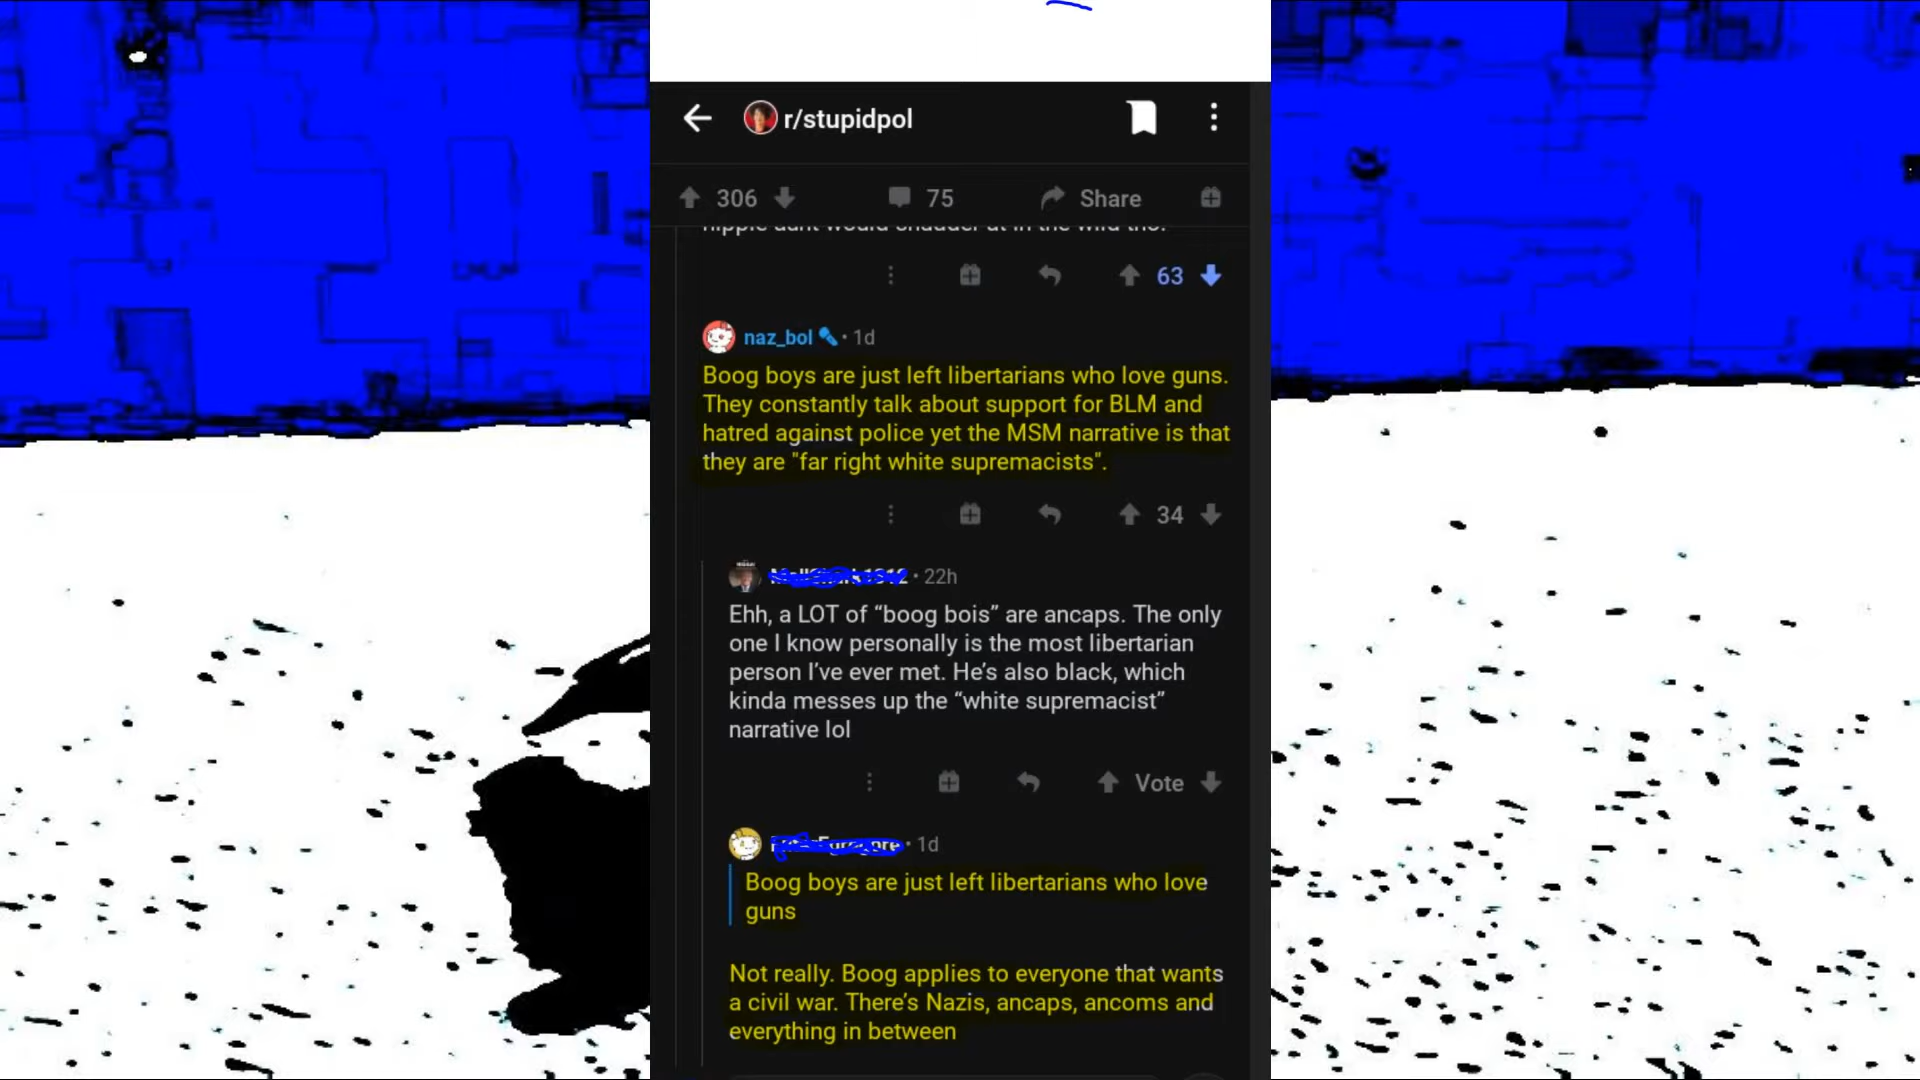 r/stupidpol
306 75 Share
63
naz_bol • 1d
Boog boys are just left libertarians who love guns.
They constantly talk about support for BLM and
hatred against police yet the MSM narrative is that
they are "far right white supremacists".
34
• 22h
Ehh, a LOT of “boog bois” are ancaps. The only
one I know personally is the most libertarian
person I’ve ever met. He’s also black, which
kinda messes up the “white supremacist”
narrative lol
Vote
• 1d
Boog boys are just left libertarians who love
guns
Not really. Boog applies to everyone that wants
a civil war. There’s Nazis, ancaps, ancoms and
everything in between